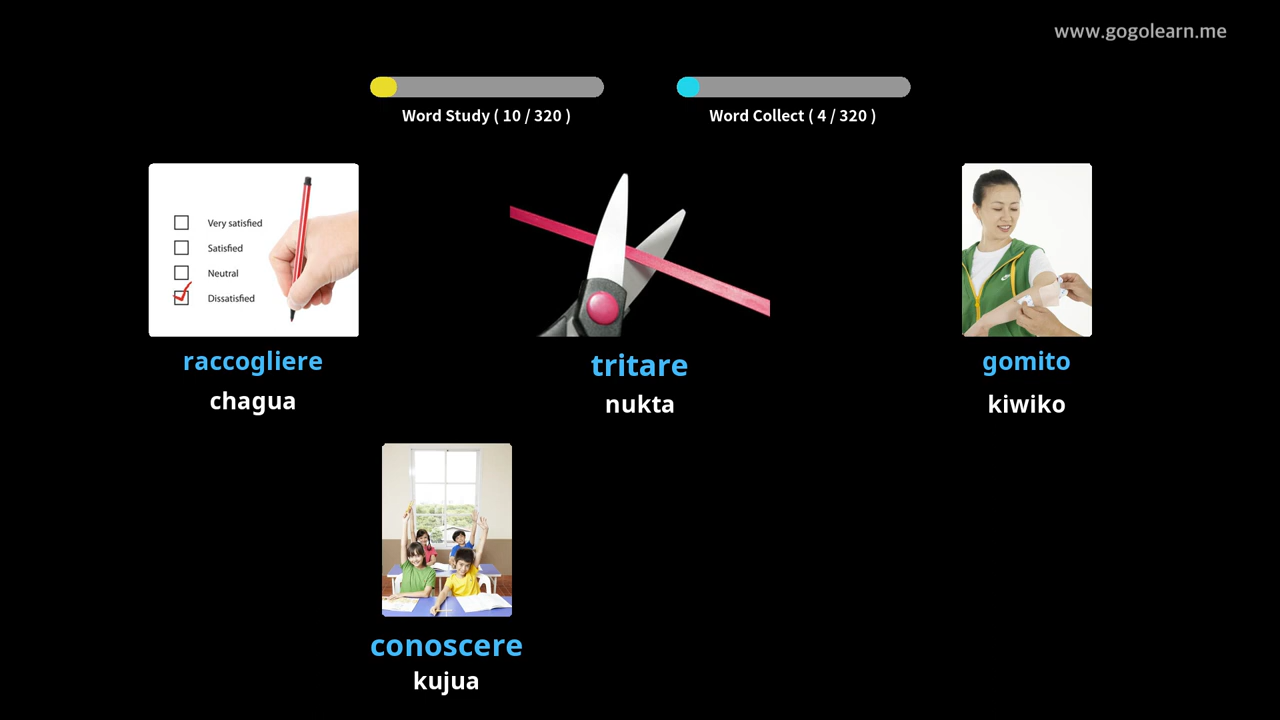 www.gogolearn.me
Word Study ( 10 / 320 )
Word Collect ( 4 / 320 )
Very satisfied
Satisfied
Neutral
Dissatisfied
raccogliere
chagua
tritare
nukta
gomito
kiwiko
conoscere
kujua